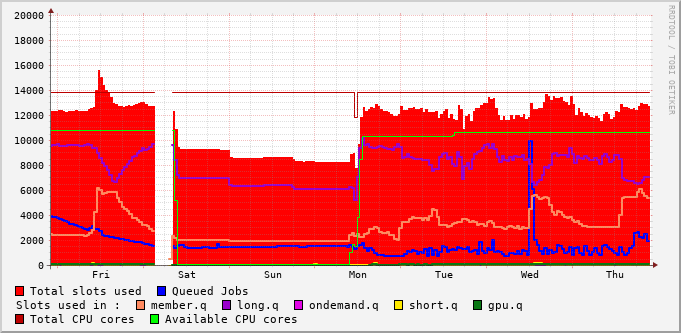 20000
18000
16000
14000
12000
10000
8000
6000
4000
2000
0
Fri Sat Sun Mon Tue Wed Thu
Total slots used Queued Jobs
Slots used in : member.q long.q ondemand.q short.q gpu.q
Total CPU cores Available CPU cores
RRDTOOL / TOBI OETIKER